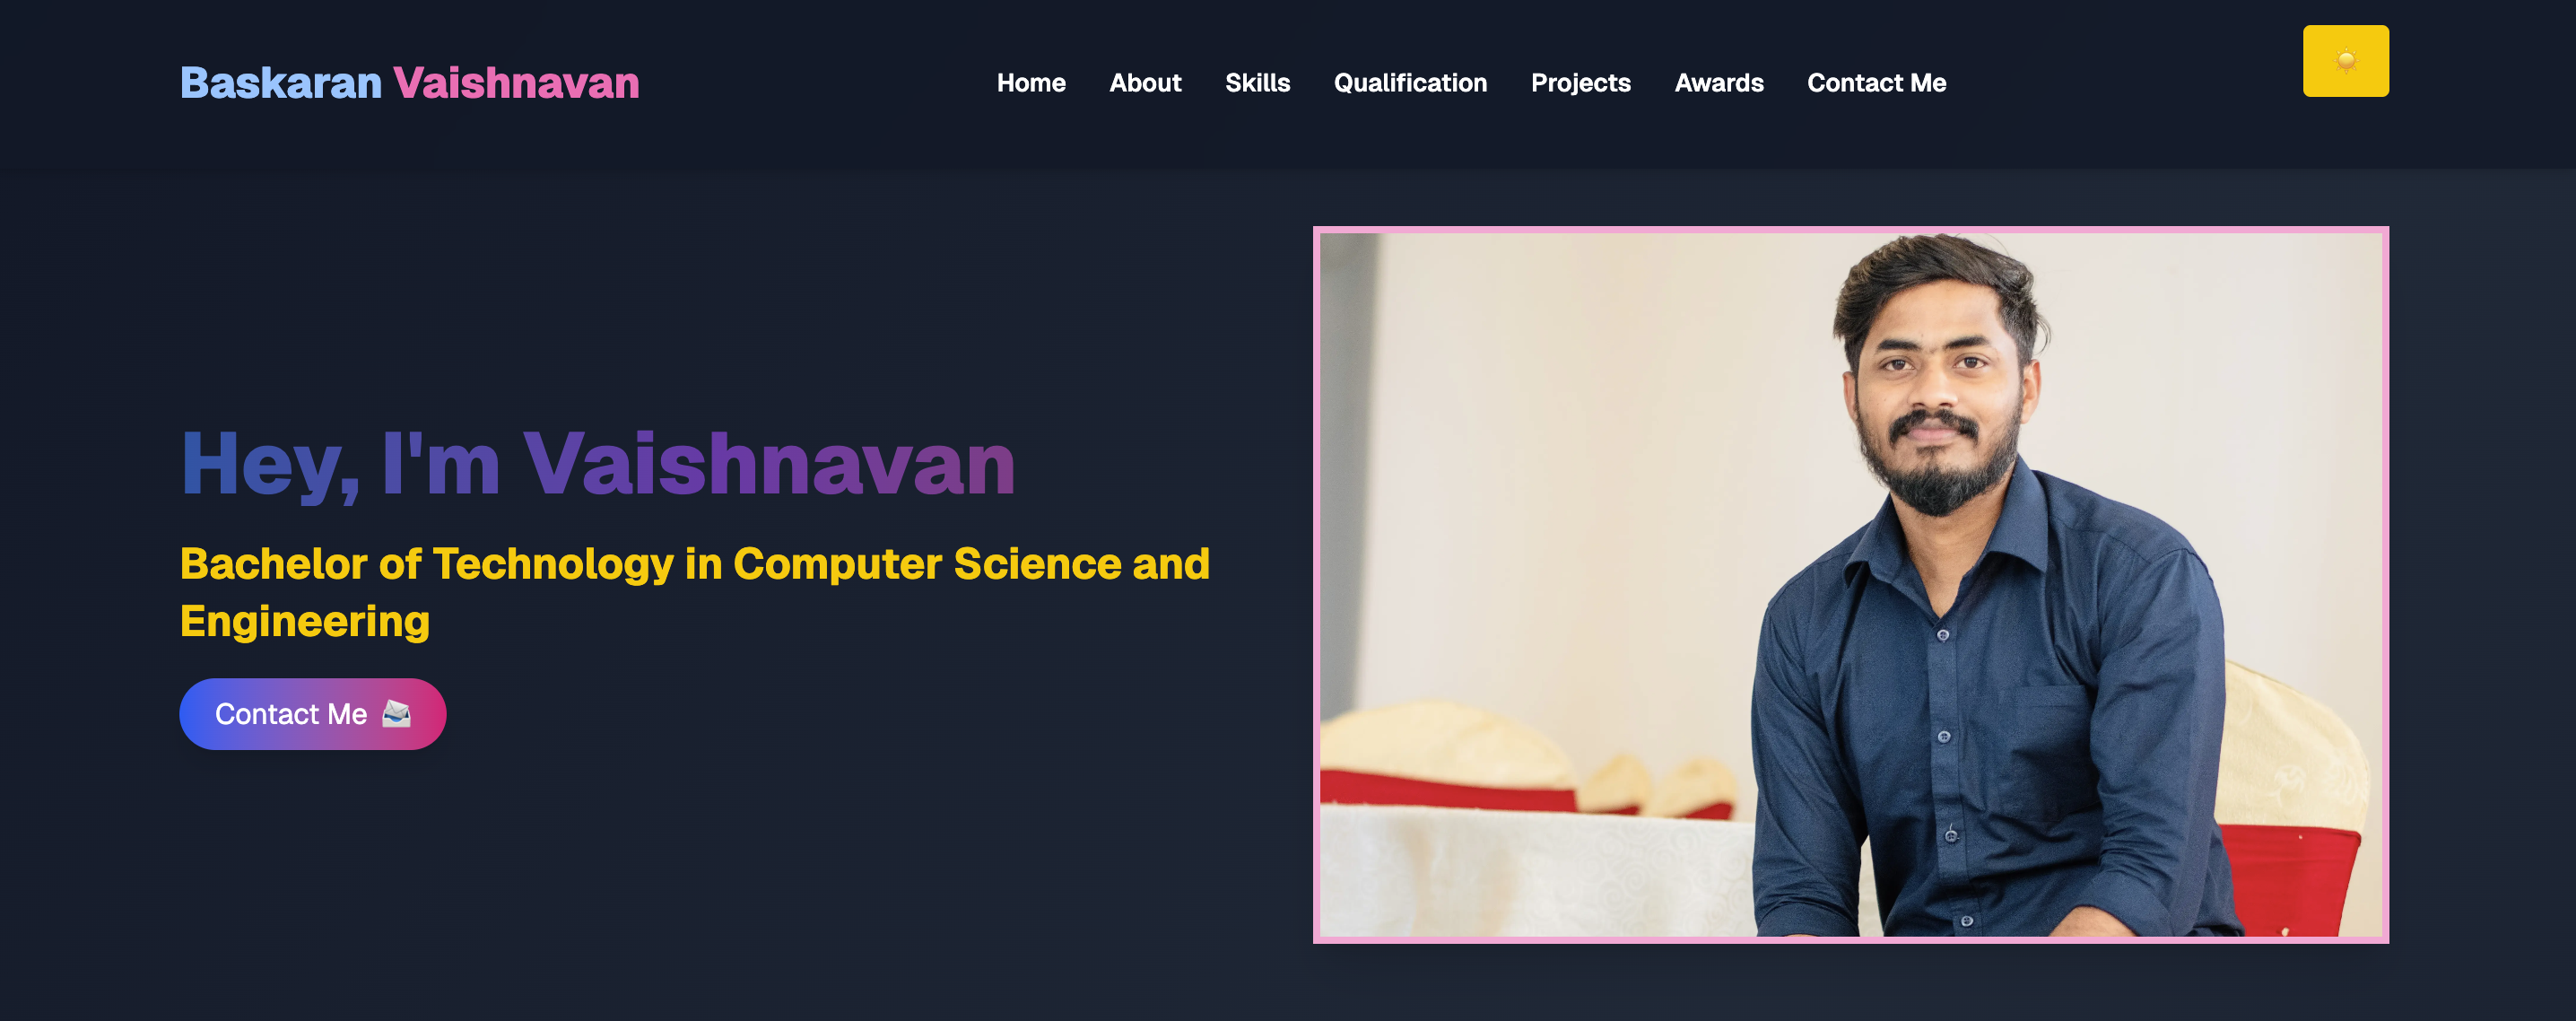 Baskaran Vaishnavan
Home About Skills Qualification Projects Awards Contact Me
Hey, I'm Vaishnavan
Bachelor of Technology in Computer Science and
Engineering
Contact Me